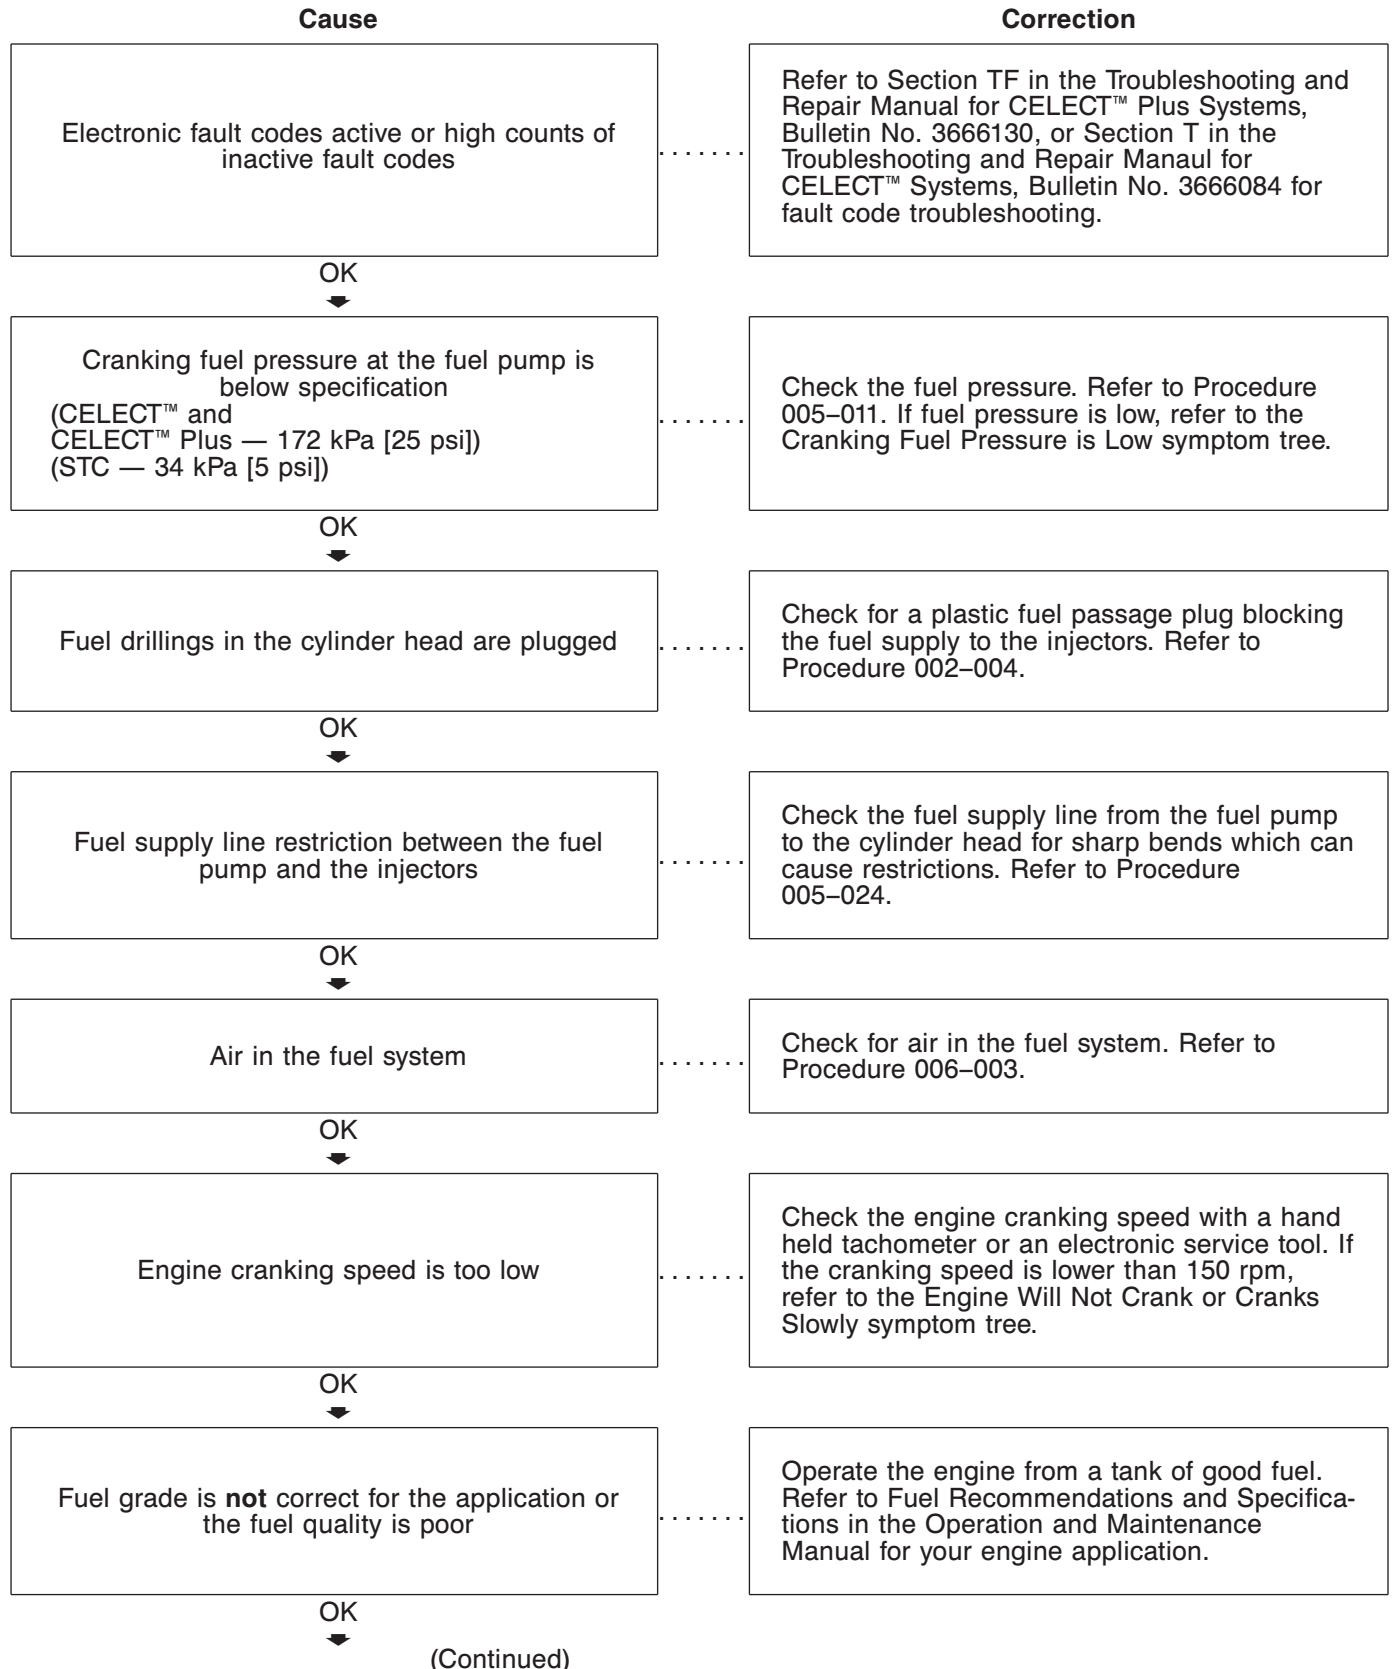 Cause
Correction
Electronic fault codes active or high counts of
inactive fault codes
Refer to Section TF in the Troubleshooting and
Repair Manual for CELECT™ Plus Systems,
Bulletin No. 3666130, or Section T in the
Troubleshooting and Repair Manaul for
CELECT™ Systems, Bulletin No. 3666084 for
fault code troubleshooting.
OK
Cranking fuel pressure at the fuel pump is
below specification
(CELECT™ and
CELECT™ Plus — 172 kPa [25 psi])
(STC — 34 kPa [5 psi])
Check the fuel pressure. Refer to Procedure
005–011. If fuel pressure is low, refer to the
Cranking Fuel Pressure is Low symptom tree.
OK
Fuel drillings in the cylinder head are plugged
Check for a plastic fuel passage plug blocking
the fuel supply to the injectors. Refer to
Procedure 002–004.
OK
Fuel supply line restriction between the fuel
pump and the injectors
Check the fuel supply line from the fuel pump
to the cylinder head for sharp bends which can
cause restrictions. Refer to Procedure
005–024.
OK
Air in the fuel system
Check for air in the fuel system. Refer to
Procedure 006–003.
OK
Engine cranking speed is too low
Check the engine cranking speed with a hand
held tachometer or an electronic service tool. If
the cranking speed is lower than 150 rpm,
refer to the Engine Will Not Crank or Cranks
Slowly symptom tree.
OK
Fuel grade is not correct for the application or
the fuel quality is poor
Operate the engine from a tank of good fuel.
Refer to Fuel Recommendations and Specifica-
tions in the Operation and Maintenance
Manual for your engine application.
OK
(Continued)